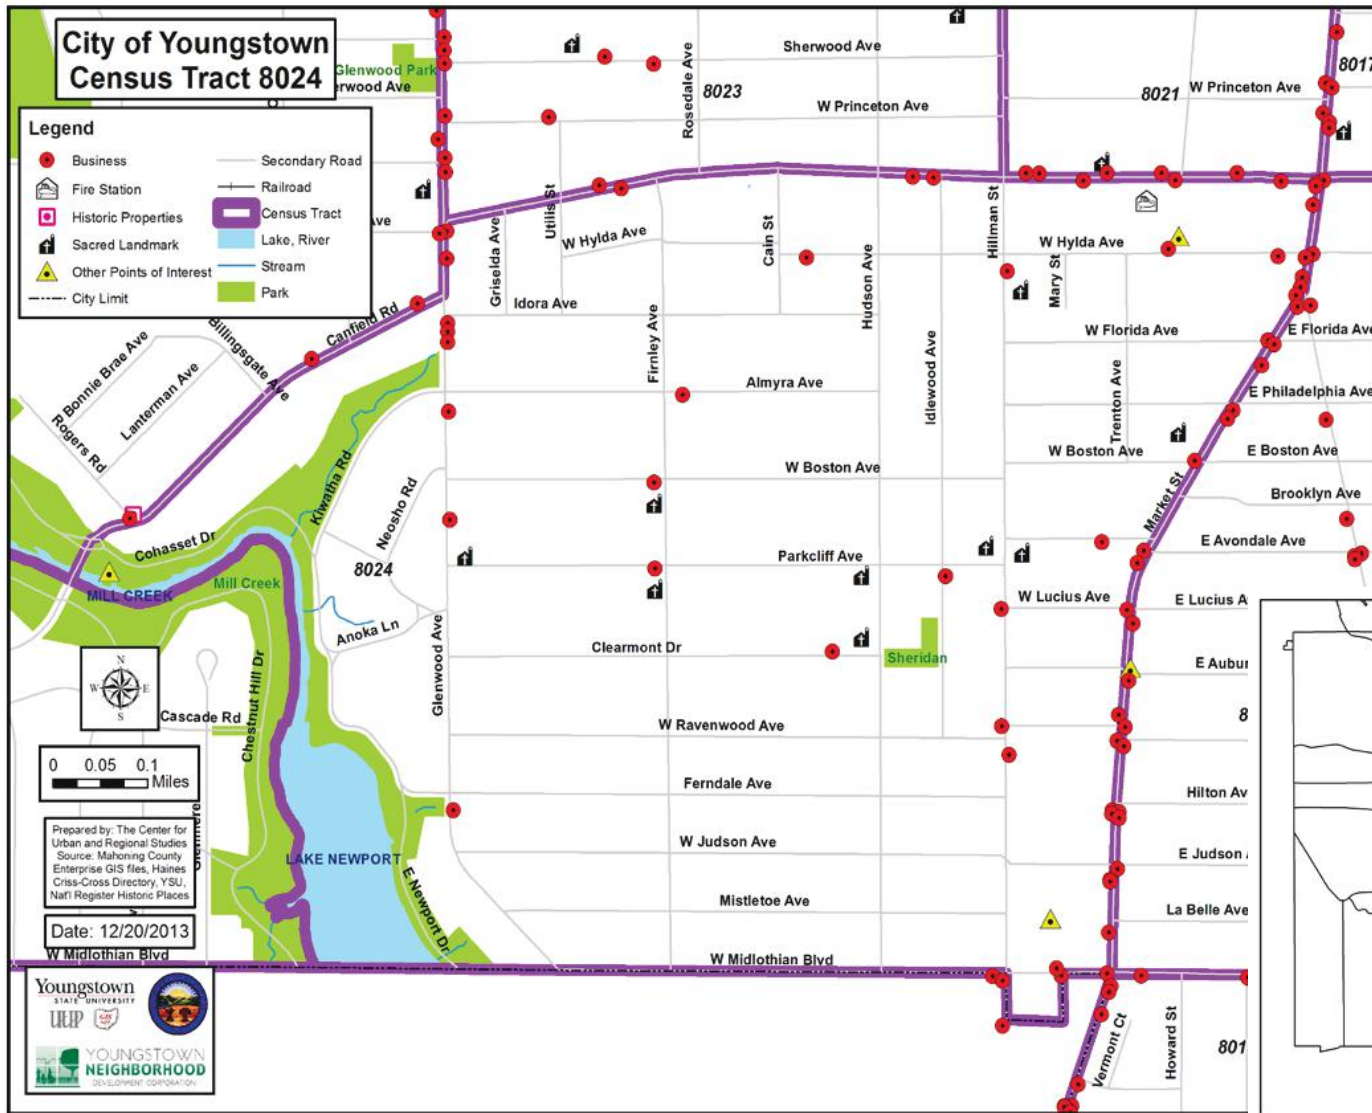 City of Youngstown
Census Tract 8024
Legend
Business
Fire Station
Historic Properties
Sacred Landmark
Other Points of Interest
City Limit
Secondary Road
Railroad
Census Tract
Lake, River
Stream
Park
Glenwood Park
erwood Ave
Ave
Sherwood Ave
8023
W Princeton Ave
Rosedale Ave
8021
W Princeton Ave
8017
Utilis St
Griselda Ave
W Hylda Ave
Cain St
Hudson Ave
Hillman St
W Hylda Ave
Mary St
Idora Ave
Firnley Ave
Idlewood Ave
W Florida Ave
E Florida Ave
Canfield Rd
Billingsgate Ave
Bonnie Brae Ave
Lanterman Ave
Rogers Rd
Almyra Ave
Trenton Ave
E Philadelphia Ave
W Boston Ave
W Boston Ave
E Boston Ave
Market St
Brooklyn Ave
Kiwatha Rd
Neosho Rd
Cohasset Dr
8024
Parkcliff Ave
E Avondale Ave
MILL CREEK
Mill Creek
W Lucius Ave
E Lucius A
Anoka Ln
Glenwood Ave
Clearmont Dr
Sheridan
E Aubur
N
W
E
S
Chestnut Hill Dr
Cascade Rd
W Ravenwood Ave
8
0 0.05 0.1
Miles
Ferndale Ave
Hilton Av
Prepared by: The Center for
Urban and Regional Studies
Source: Mahoning County
Enterprise GIS files, Haines
Criss-Cross Directory, YSU,
Nat'l Register Historic Places
LAKE NEWPORT
W Judson Ave
E Judson
E Newport Dr
Mistletoe Ave
La Belle Ave
Date: 12/20/2013
W Midlothian Blvd
W Midlothian Blvd
Youngstown
STATE UNIVERSITY
YOUNGSTOWN
NEIGHBORHOOD
DEVELOPMENT CORPORATION
Vermont Ct
Howard St
801